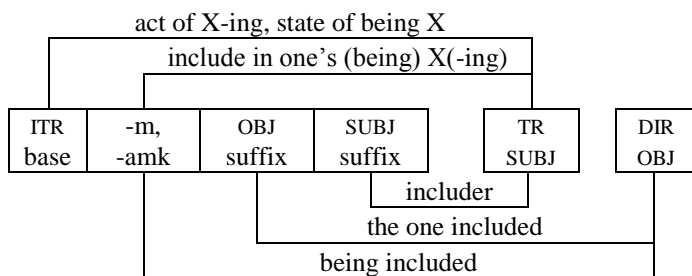 act of X-ing, state of being X
include in one’s (being) X(-ing)
ITR -m, OBJ SUBJ TR DIR
base -amk suffix suffix SUBJ OBJ
includer
the one included
being included